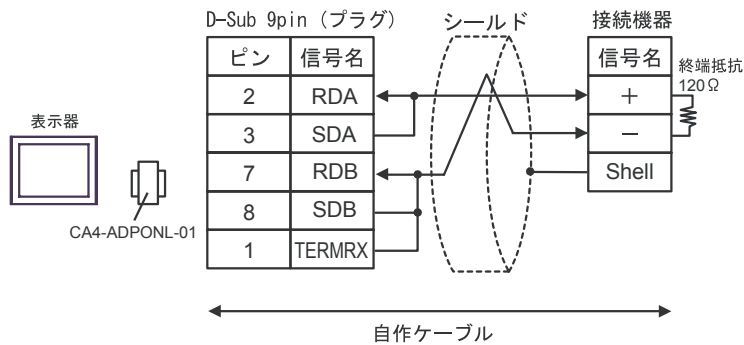 D-Sub 9pin (プラグ)
シールド
接続機器
ピン 信号名
信号名
終端抵抗
120Ω
2 RDA
+
3 SDA
−
7 RDB
Shell
8 SDB
1 TERMRX
表示器
CA4-ADPONL-01
自作ケーブル